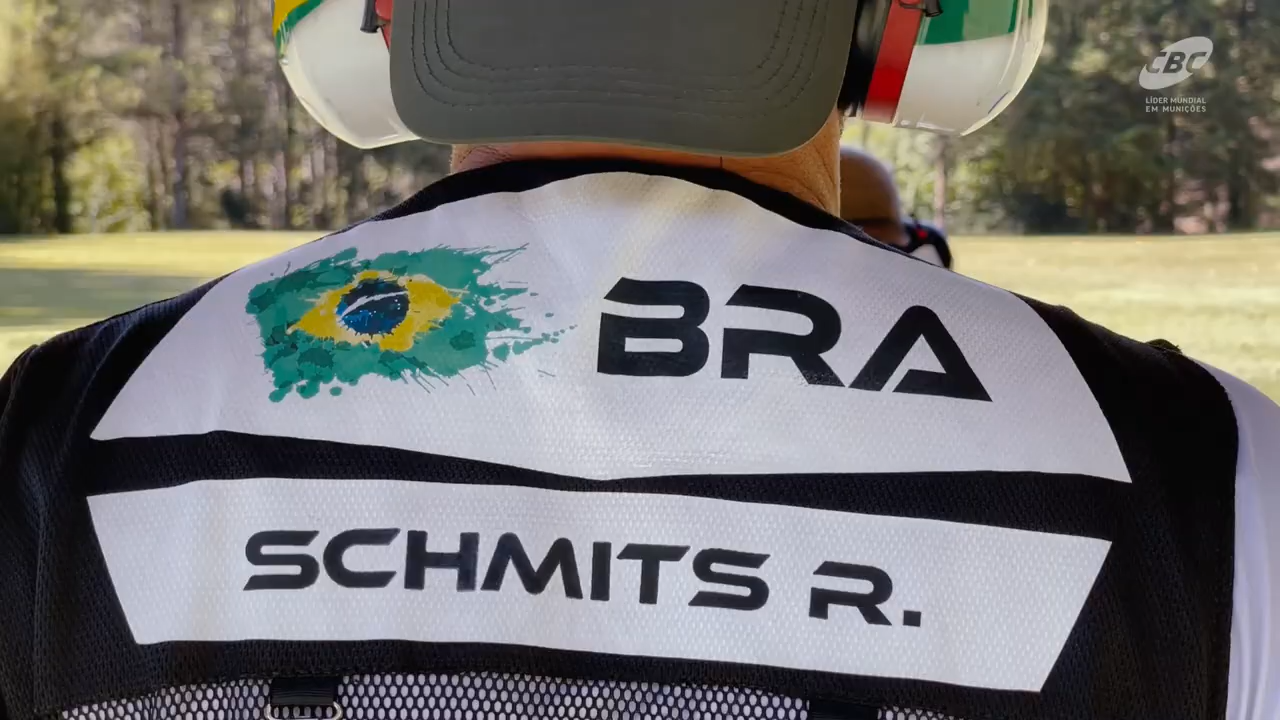 CBC
LÍDER MUNDIAL
EM MUNIÇÕES
BRA
SCHMITS R.